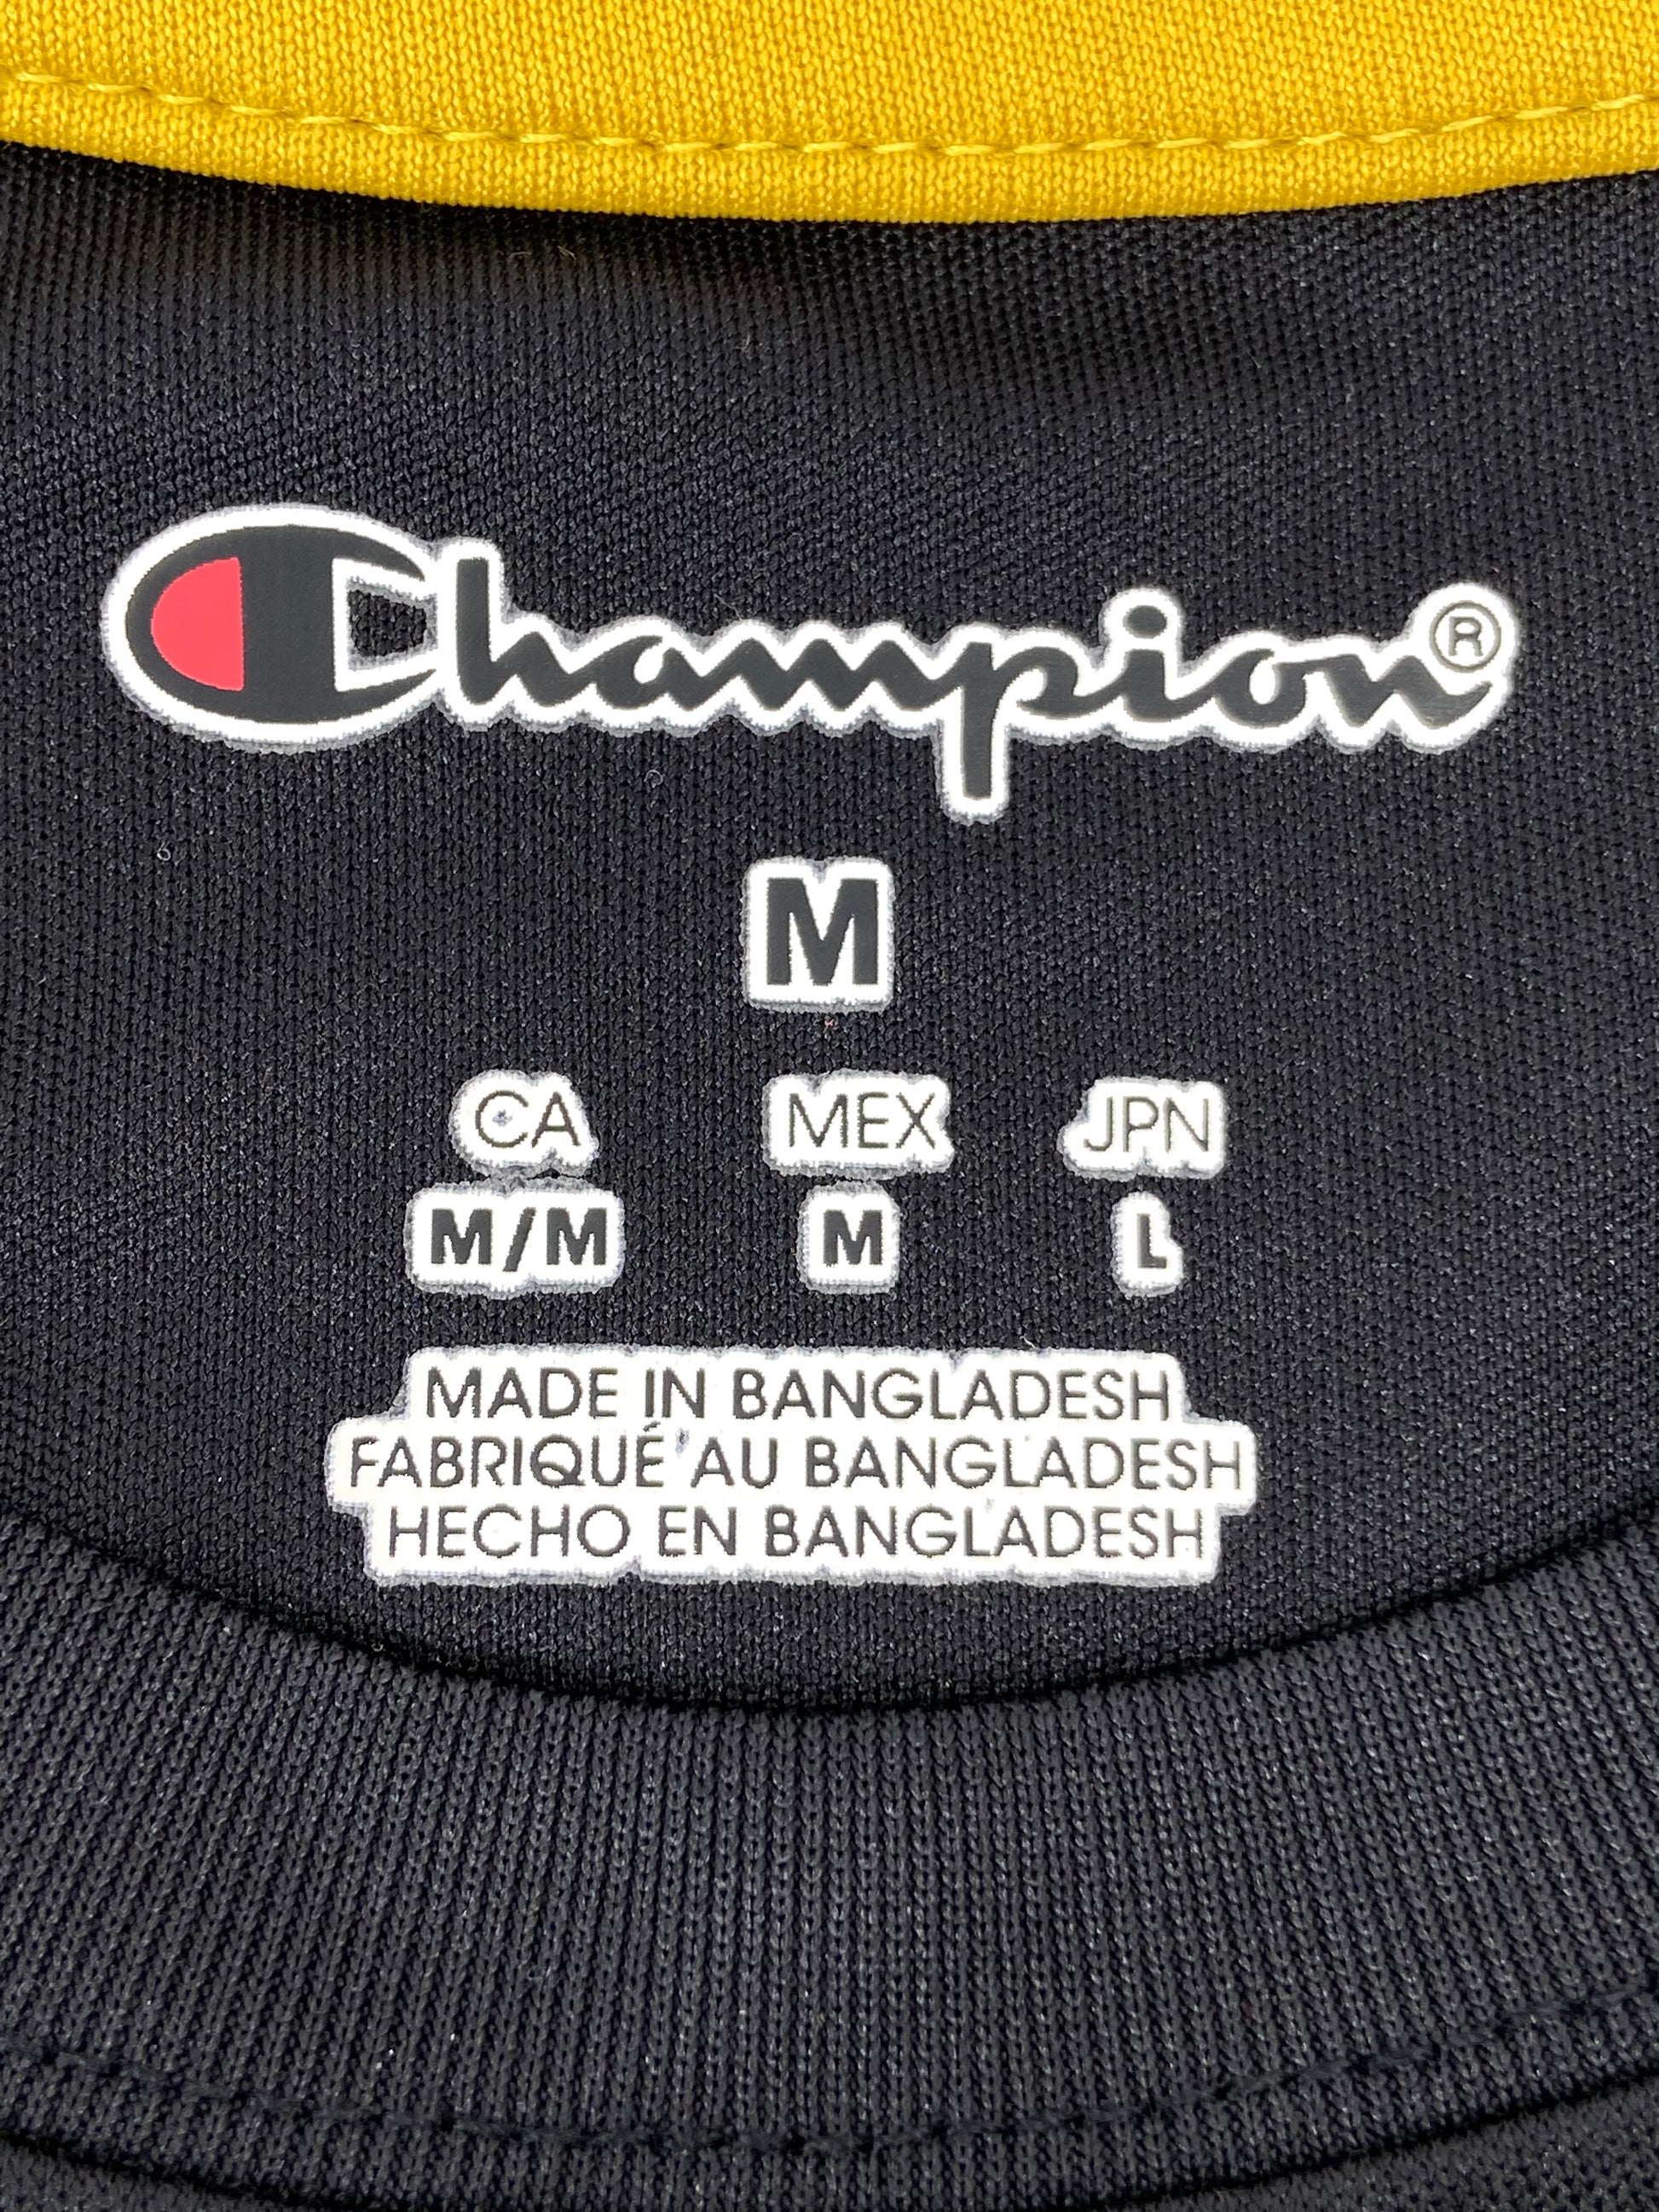 Champion®
M
CA MEX JPN
M/M M L
MADE IN BANGLADESH
FABRIQUÉ AU BANGLADESH
HECHO EN BANGLADESH